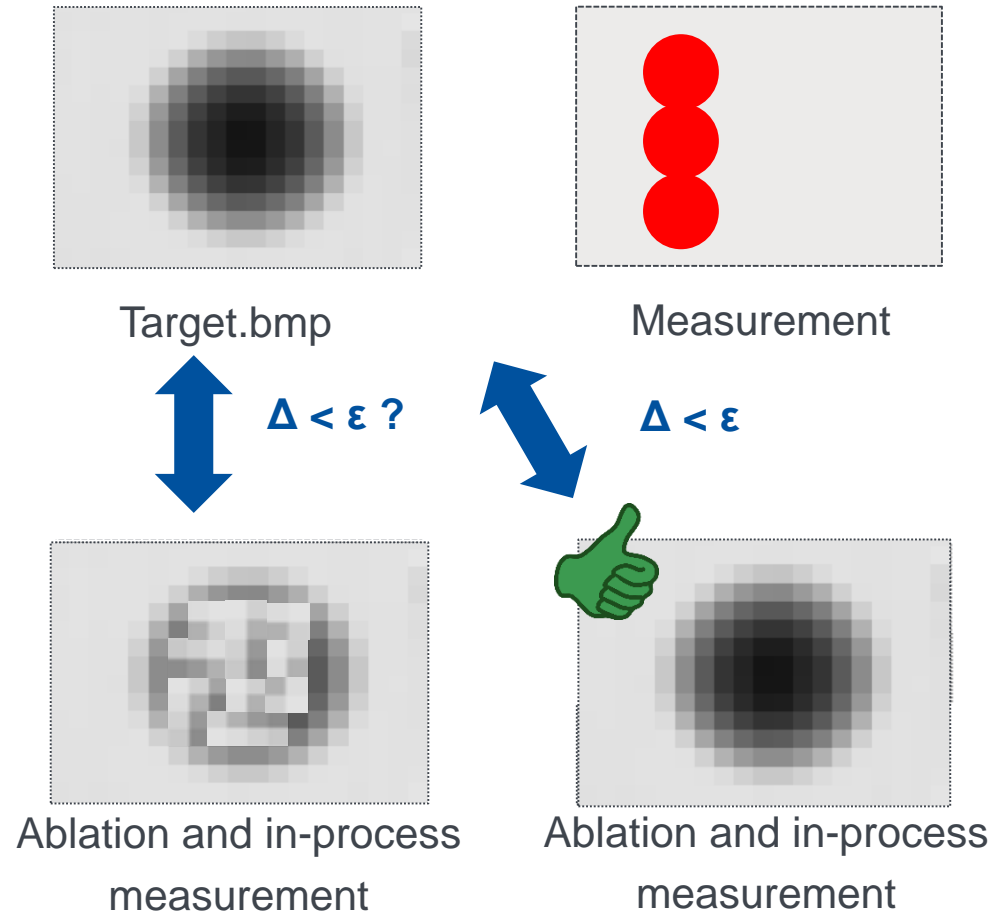 Target.bmp
Measurement
Δ < ε ?
Δ < ε
Ablation and in-process
measurement
Ablation and in-process
measurement